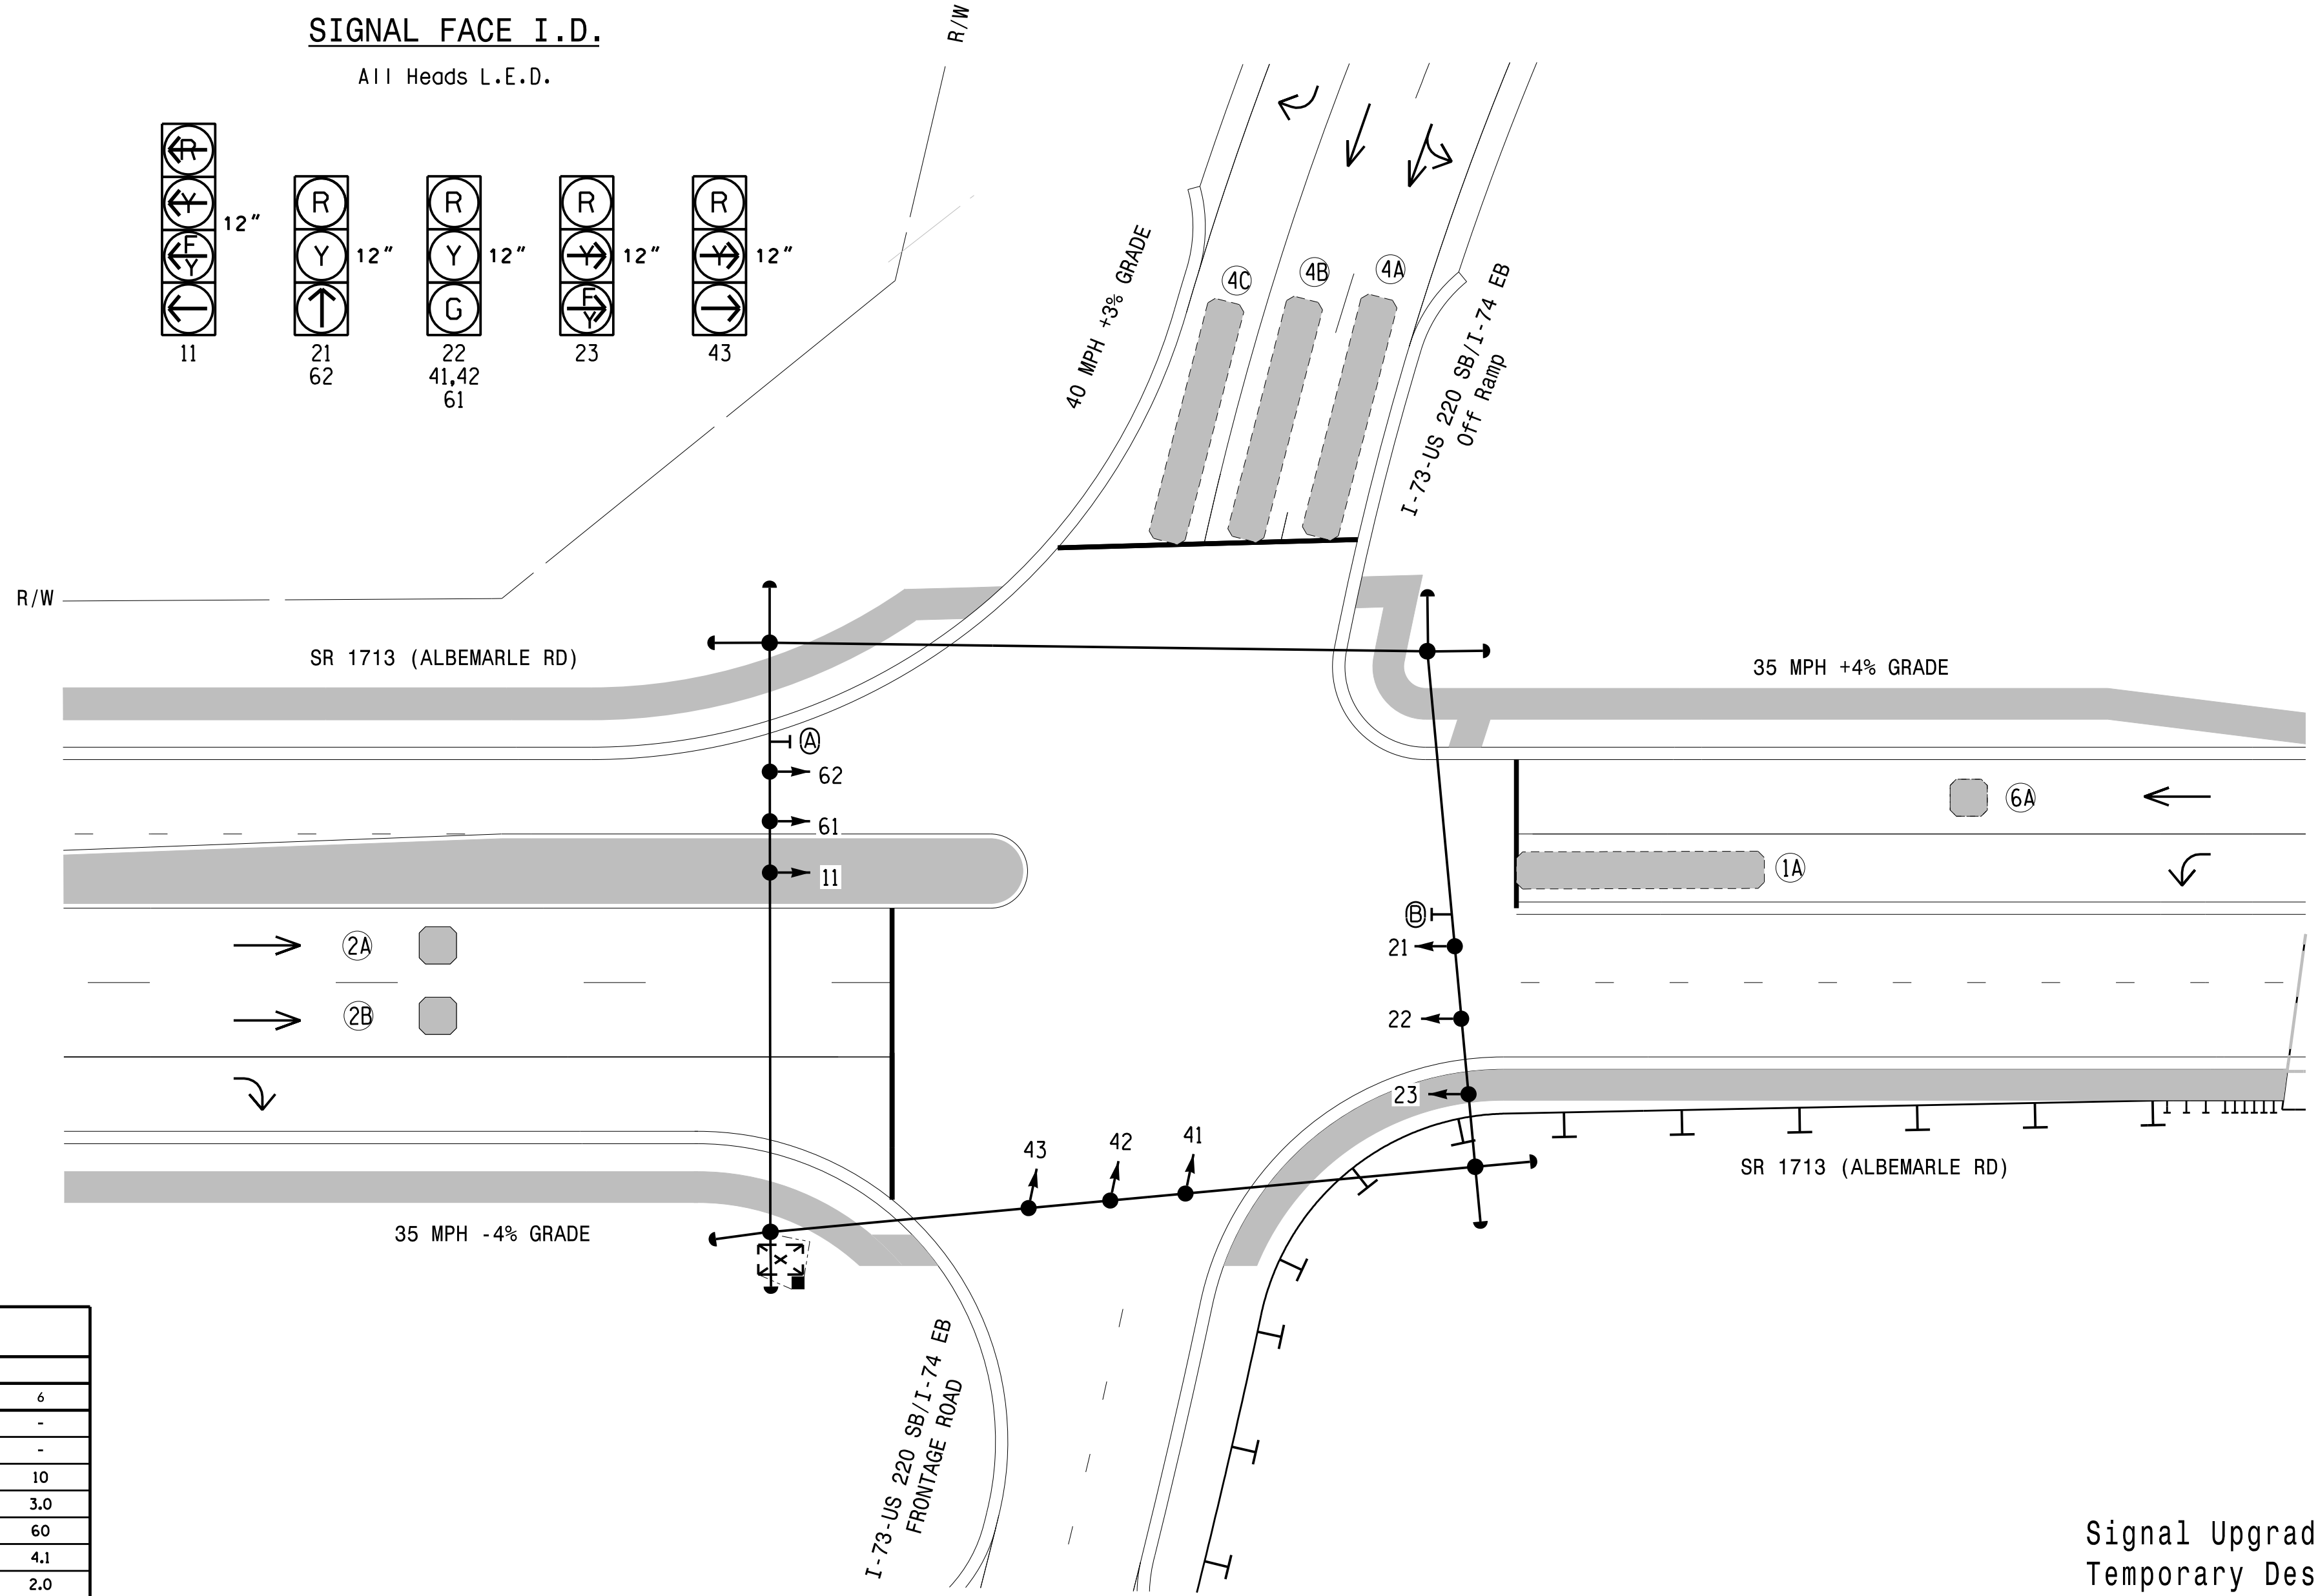 SIGNAL FACE I.D.
All Heads L.E.D.
R
Y
F
Y
12"
11
R
Y
12"
21
62
R
Y
G
12"
22
41,42
61
R
Y
F
Y
12"
23
R
Y
12"
43
R/W
40 MPH +3% GRADE
4C
4B
4A
I-73-US 220 SB/I-74 EB
Off Ramp
R/W
SR 1713 (ALBEMARLE RD)
35 MPH +4% GRADE
A
62
61
11
6A
1A
B
21
22
23
2A
2B
43
42
41
SR 1713 (ALBEMARLE RD)
35 MPH -4% GRADE
I-73-US 220 SB/I-74 EB
FRONTAGE ROAD
6
-
-
10
3.0
60
4.1
2.0
Signal Upgrad
Temporary Des